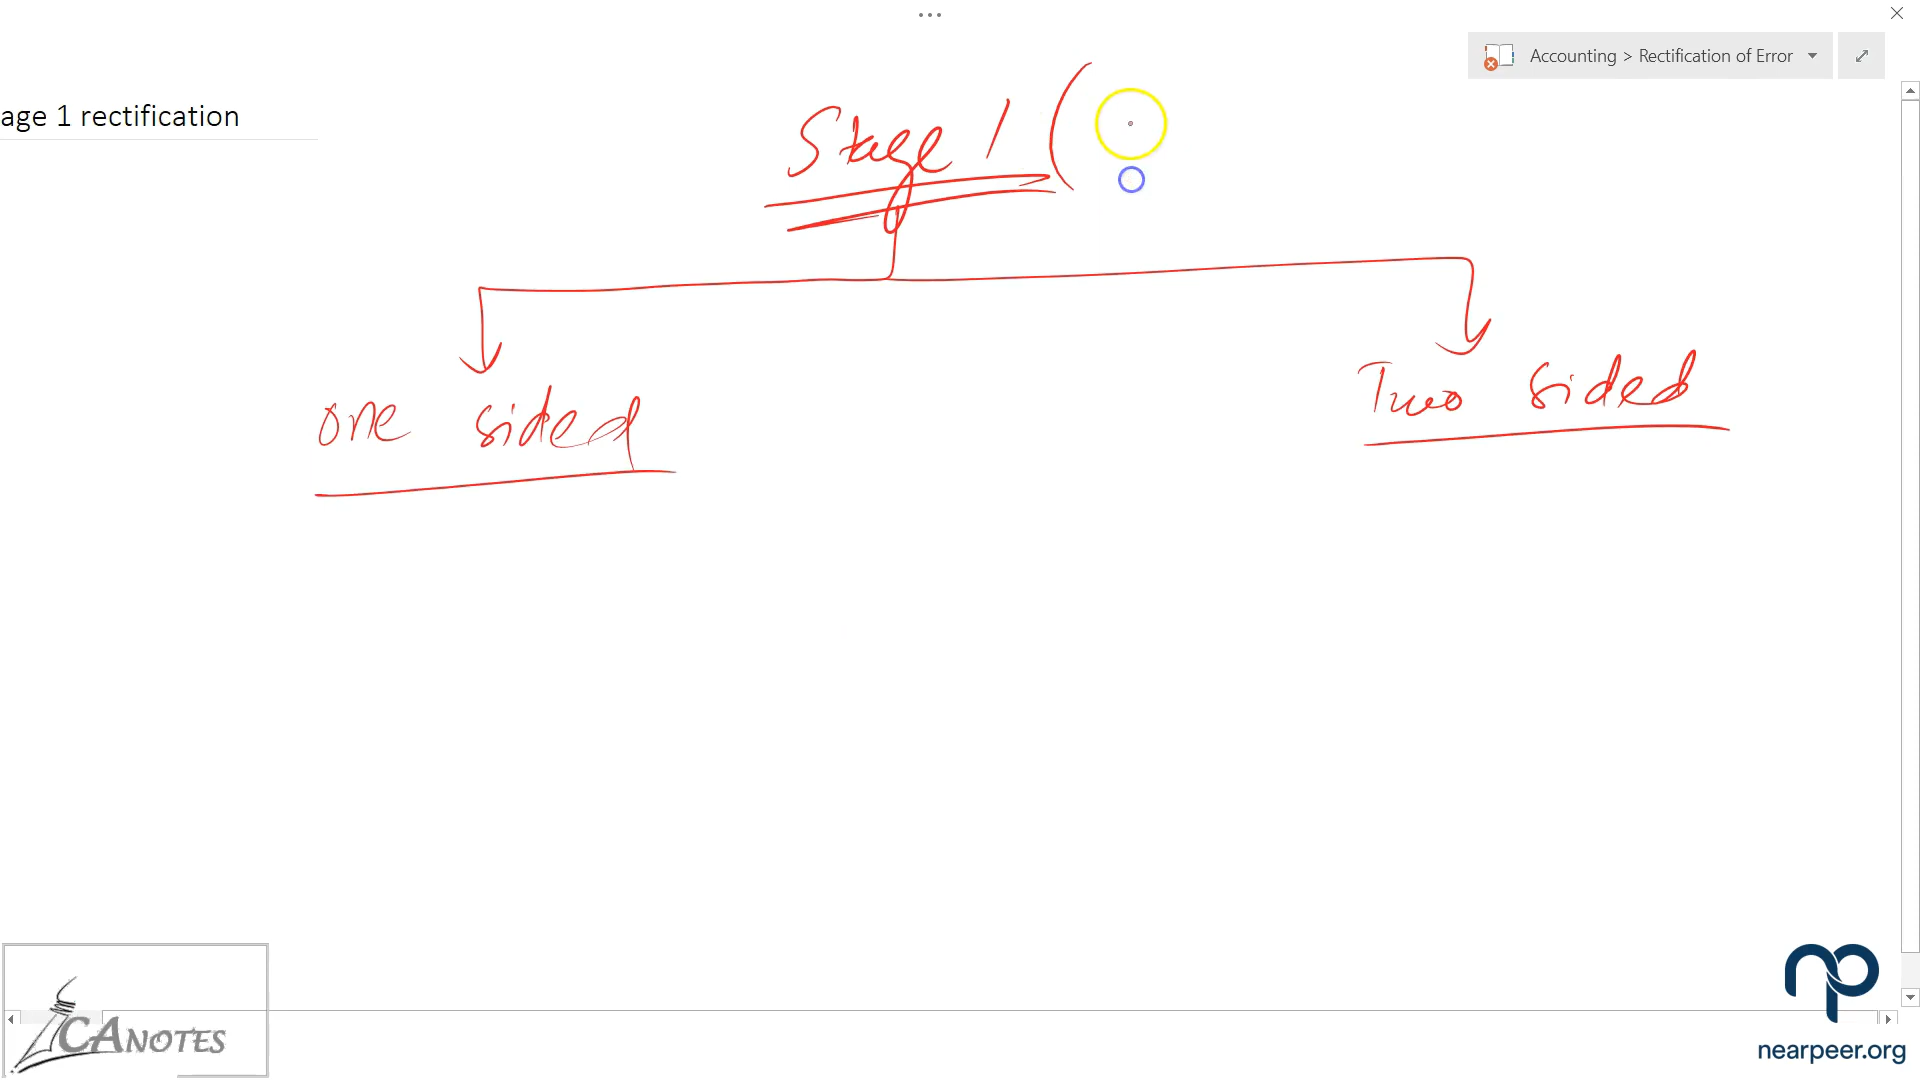 Accounting > Rectification of Error
age 1 rectification
Stage 1 (
one sided
Two sided
CANOTES
nearpeer.org